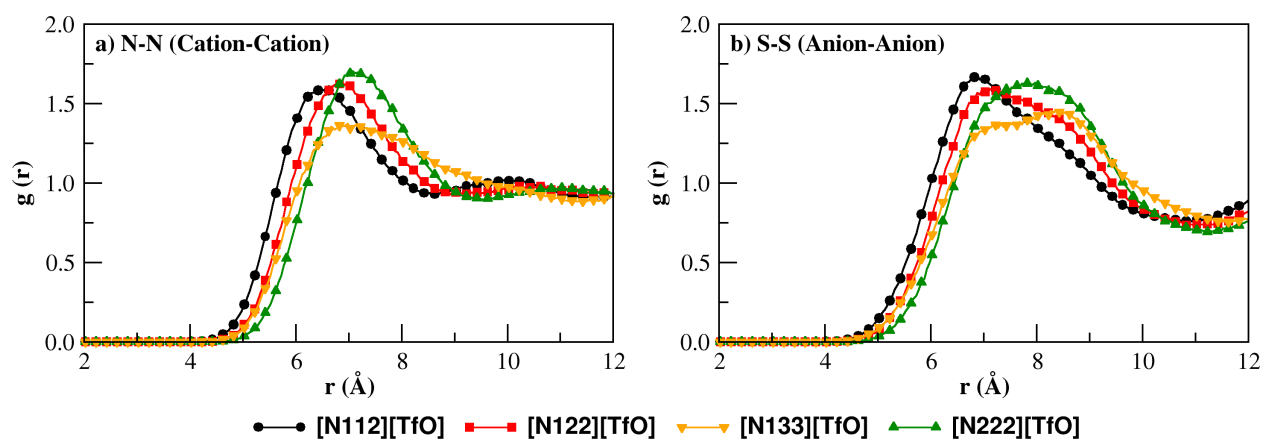 a) N-N (Cation-Cation)
2.0
1.5
1.0
0.5
0.0
g (r)
2 4 6 8 10 12
r (Å)
b) S-S (Anion-Anion)
2.0
1.5
1.0
0.5
0.0
g (r)
2 4 6 8 10 12
r (Å)
[N112][TfO] [N122][TfO] [N133][TfO] [N222][TfO]